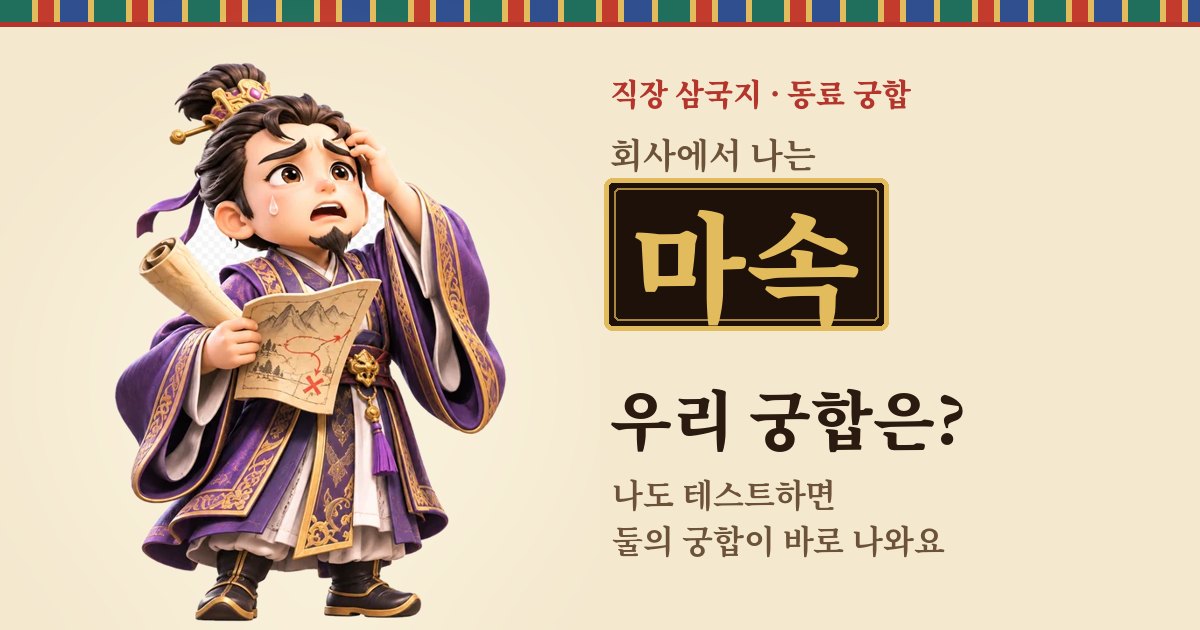 직장 삼국지 · 동료 궁합
회사에서 나는
마속
우리 궁합은?
나도 테스트하면
둘의 궁합이 바로 나와요